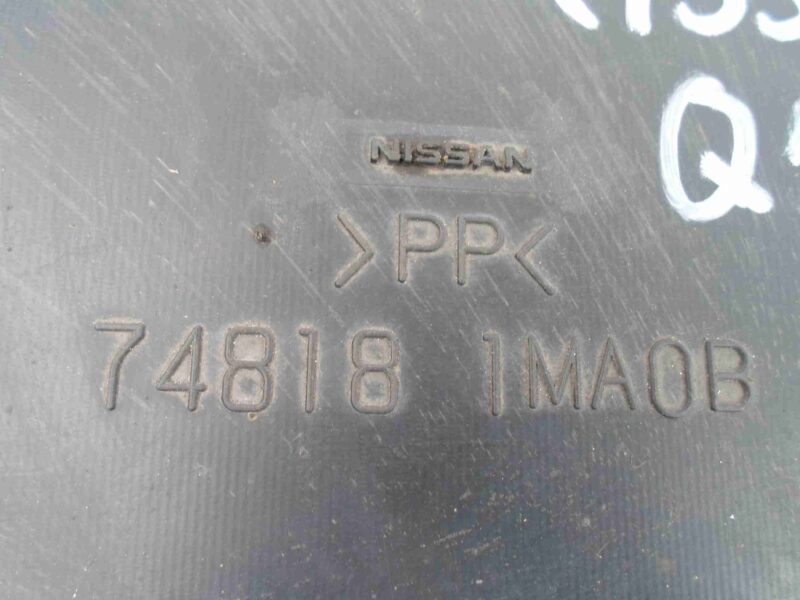 Q
NISSAN
>PP<
74818 1MA0B